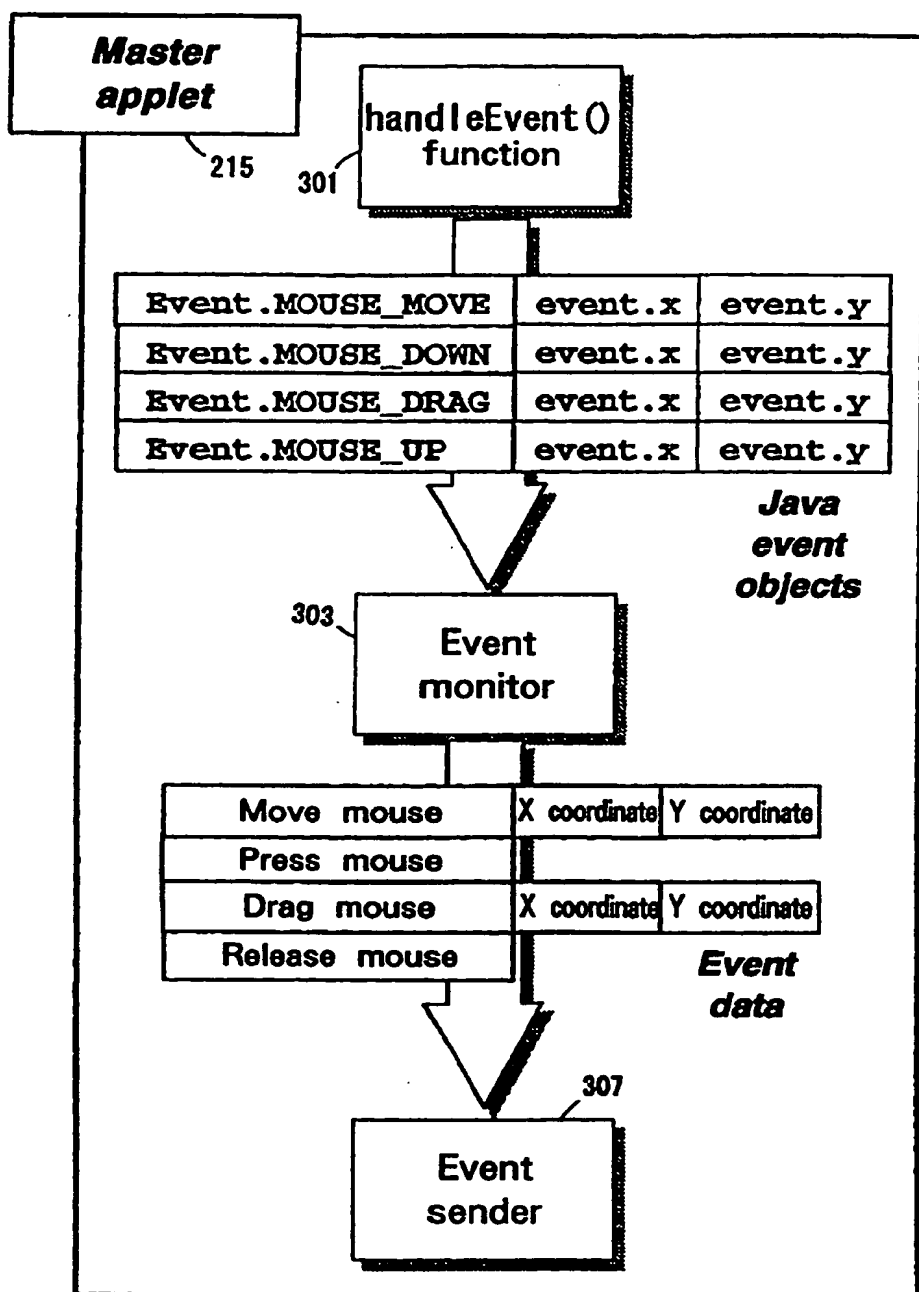 Master
applet
215
handleEvent()
function
301
Event.MOUSE_MOVE event.x event.y
Event.MOUSE_DOWN event.x event.y
Event.MOUSE_DRAG event.x event.y
Event.MOUSE_UP event.x event.y
Java
event
objects
303
Event
monitor
Move mouse X coordinate Y coordinate
Press mouse
Drag mouse X coordinate Y coordinate
Release mouse
Event
data
307
Event
sender